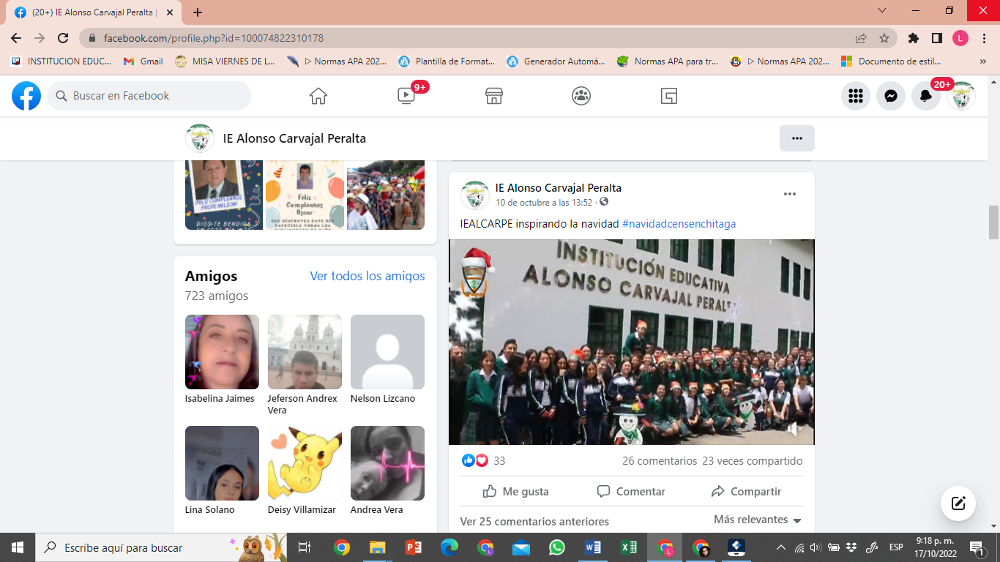 (20+) IE Alonso Carvajal Peralta |
facebook.com/profile.php?id=100074822310178
L
INSTITUCION EDUC...
Gmail
MISA VIERNES DE L...
▷ Normas APA 202...
Plantilla de Format...
Generador Automá...
Normas APA para tr...
▷ Normas APA 202...
Documento de estil...
»
Buscar en Facebook
9+
20+
IE Alonso Carvajal Peralta
FELIZ CUMPLEAÑOS
PROFE NELSON!
DIOS TE BENDIGA
Feliz
Cumpleaños
Oscar
QUE DISFRUTES ESTE DÍA
IE Alonso Carvajal Peralta
10 de octubre a las 13:52 ·
IEALCARPE inspirando la navidad #navidadcensenchitaga
INSTITUCIÓN EDUCATIVA
ALONSO CARVAJAL PERALT
Amigos
Ver todos los amigos
723 amigos
Isabelina Jaimes
Jeferson Andrex
Vera
Nelson Lizcano
Lina Solano
Deisy Villamizar
Andrea Vera
33
26 comentarios
23 veces compartido
Me gusta
Comentar
Compartir
Ver 25 comentarios anteriores
Más relevantes
Escribe aquí para buscar
ESP
9:18 p. m.
17/10/2022
1